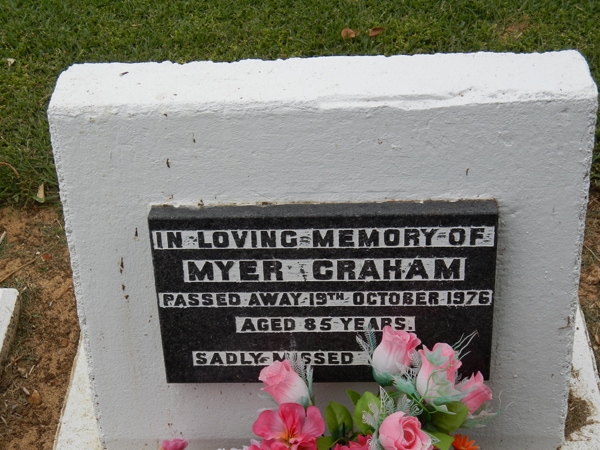 IN LOVING MEMORY OF
MYER GRAHAM
PASSED AWAY 19TH OCTOBER 1976
AGED 85 YEARS.
SADLY MISSED